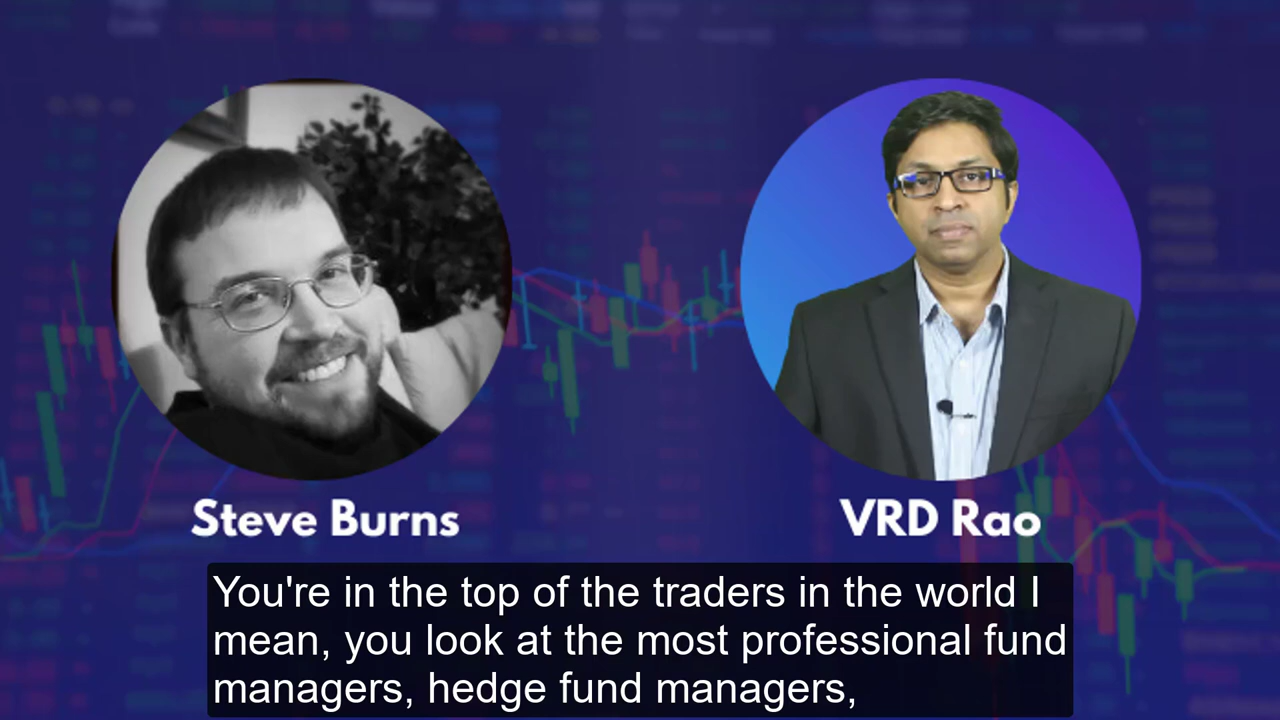 Steve Burns
VRD Rao
You're in the top of the traders in the world I
mean, you look at the most professional fund
managers, hedge fund managers,